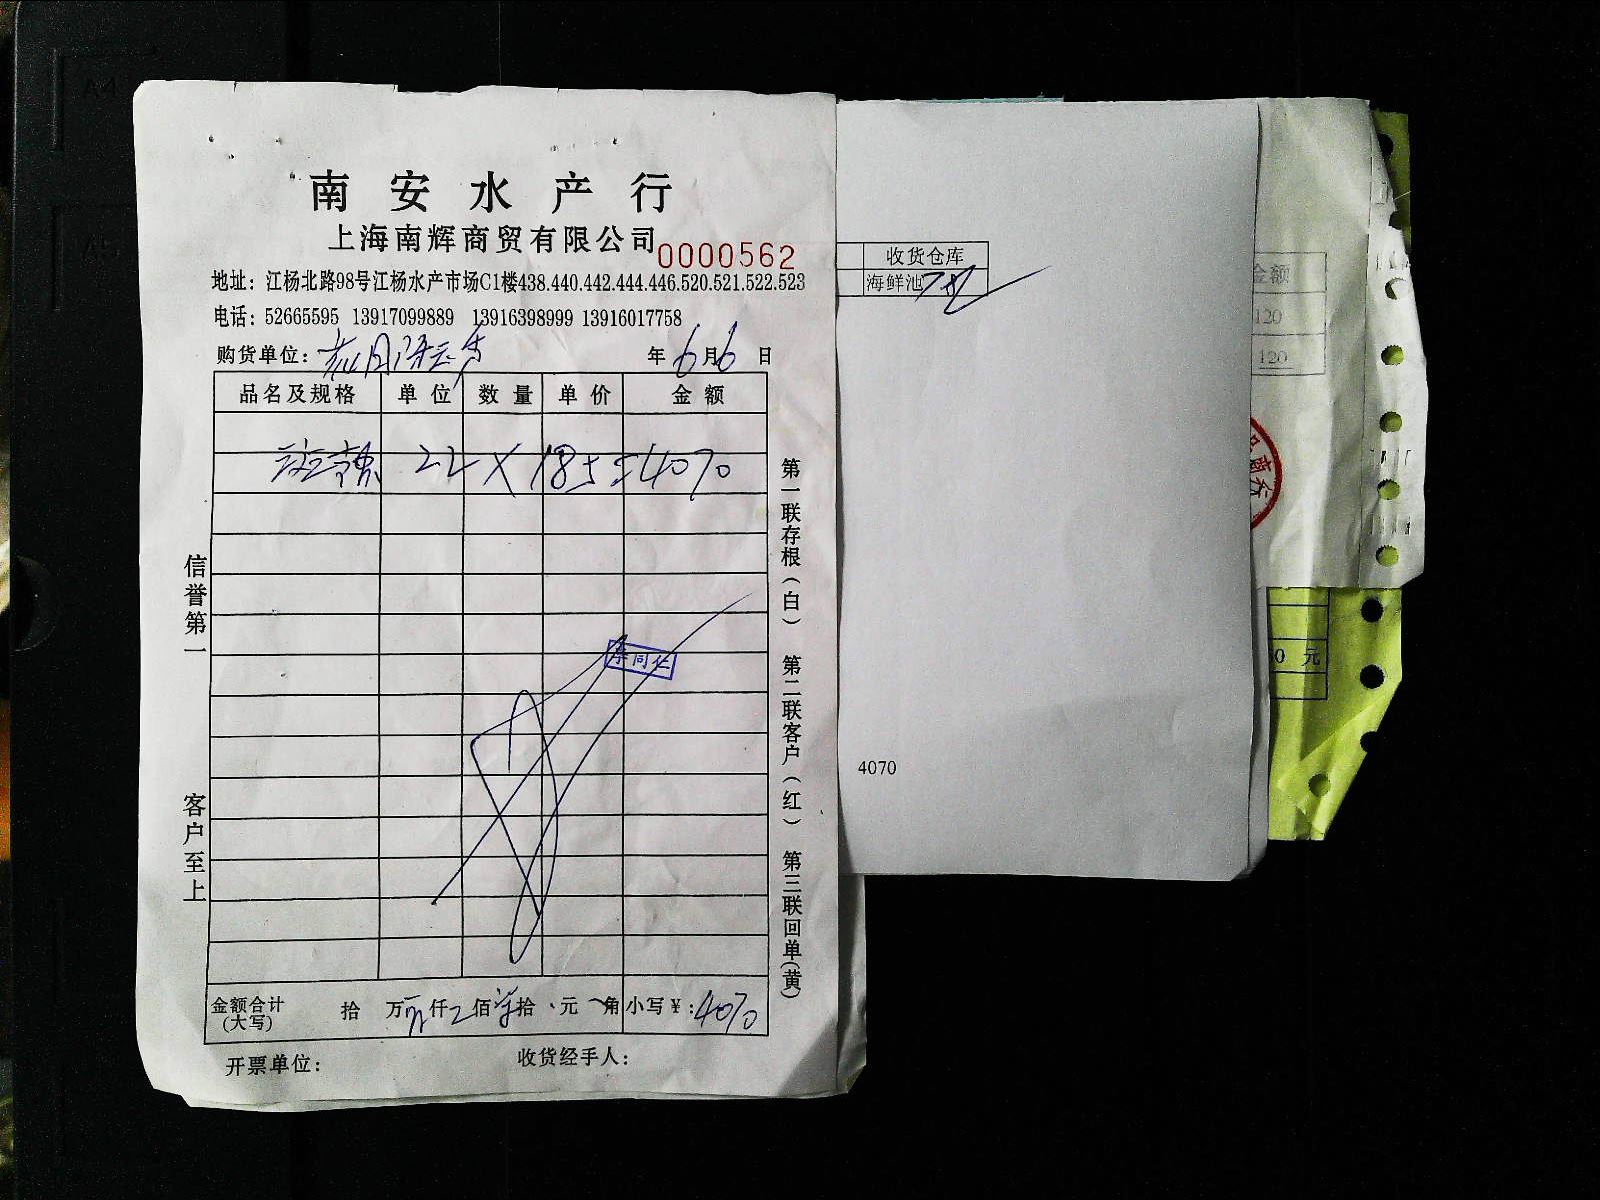 南安水产行
上海南辉商贸有限公司
0000562
地址：江杨北路98号江杨水产市场C1楼438.440.442.444.446.520.521.522.523
电话：52665595 13917099889 13916398999 13916017758
购货单位：
年6月6日
品名及规格 单位 数量 单价 金额
22 X 185=4070
金额合计(大写) 拾 万 仟 佰 拾 元 角 小写¥：4070
开票单位： 收货经手人：
信誉第一
客户至上
第一联存根（白） 第二联客户（红） 第三联回单(黄)
收货仓库
海鲜池
4070
金额
120
120
0 元
A4
A5